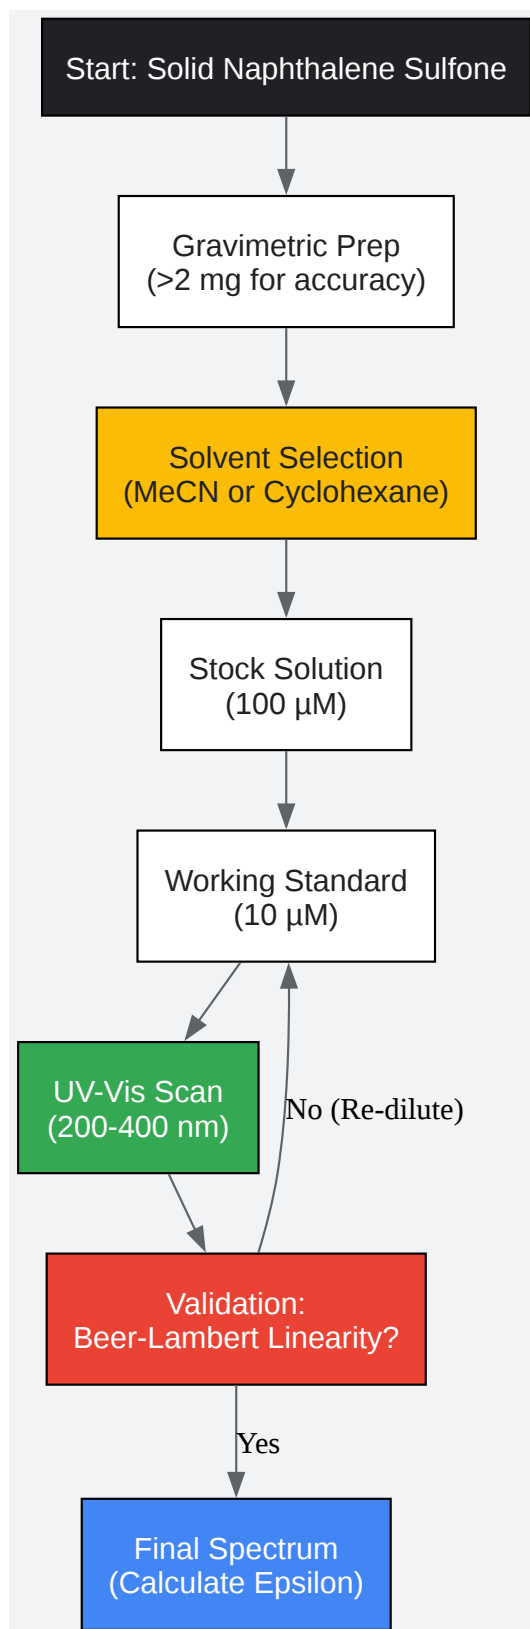 Start: Solid Naphthalene Sulfone
Gravimetric Prep
(>2 mg for accuracy)
Solvent Selection
(MeCN or Cyclohexane)
Stock Solution
(100 µM)
Working Standard
(10 µM)
UV-Vis Scan
(200-400 nm)
No (Re-dilute)
Validation:
Beer-Lambert Linearity?
Yes
Final Spectrum
(Calculate Epsilon)